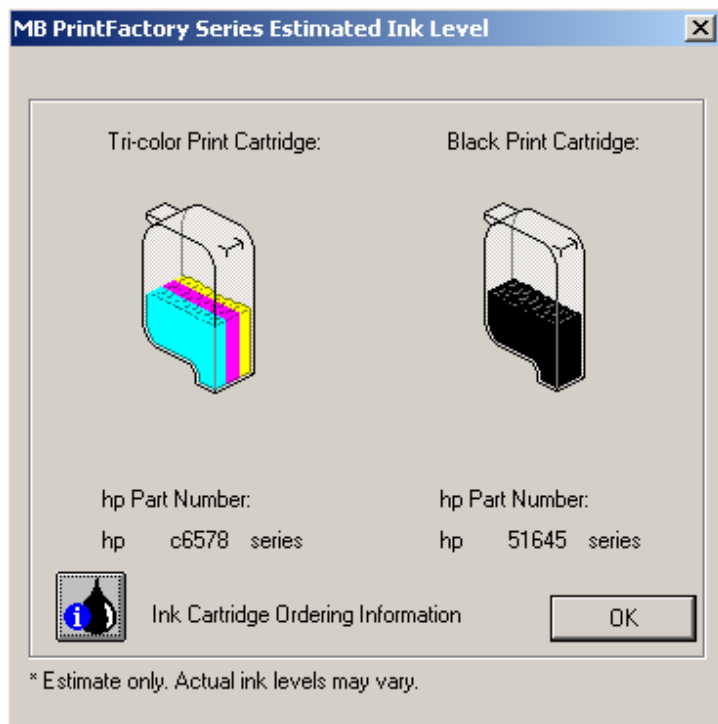 MB PrintFactory Series Estimated Ink Level
Tri-color Print Cartridge:
Black Print Cartridge:
hp Part Number:
hp Part Number:
hp c6578 series
hp 51645 series
Ink Cartridge Ordering Information
OK
* Estimate only. Actual ink levels may vary.